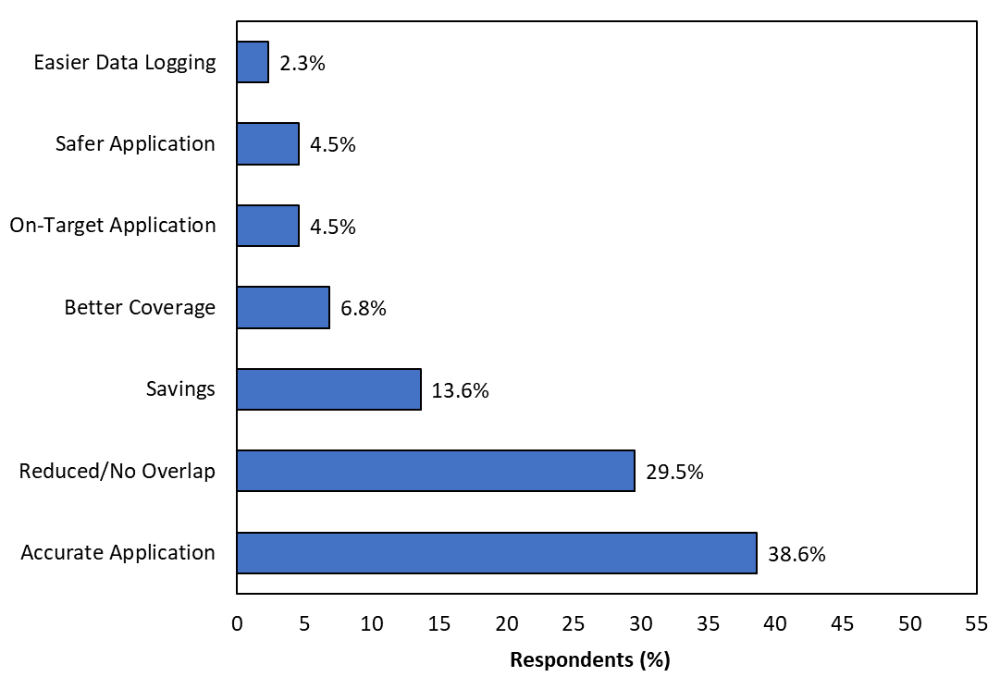 Easier Data Logging 2.3%
Safer Application 4.5%
On-Target Application 4.5%
Better Coverage 6.8%
Savings 13.6%
Reduced/No Overlap 29.5%
Accurate Application 38.6%
0 5 10 15 20 25 30 35 40 45 50 55
Respondents (%)